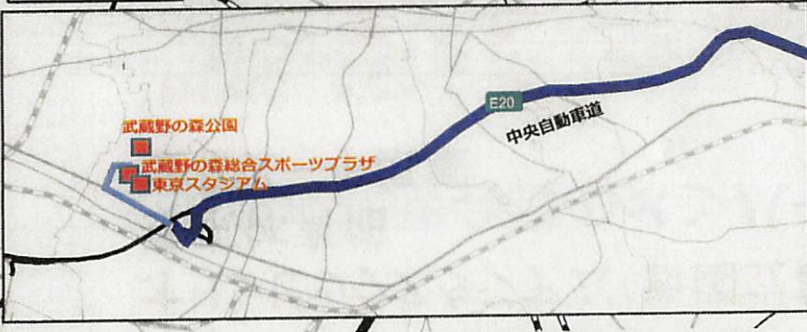 E20
中央自動車道
武蔵野の森公園
武蔵野の森総合スポーツプラザ
東京スタジアム